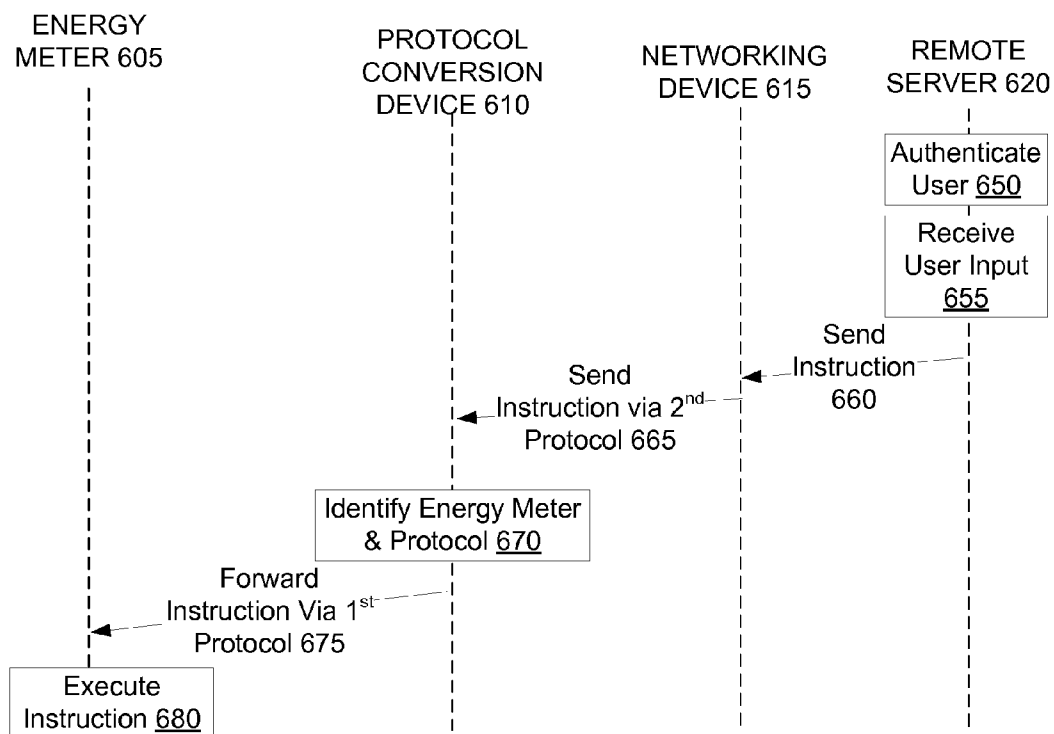 ENERGY
METER 605
PROTOCOL
CONVERSION
DEVICE 610
NETWORKING
DEVICE 615
REMOTE
SERVER 620
Authenticate
User 650
Receive
User Input
655
Send
Instruction
660
Send
Instruction via 2nd
Protocol 665
Identify Energy Meter
& Protocol 670
Forward
Instruction Via 1st
Protocol 675
Execute
Instruction 680